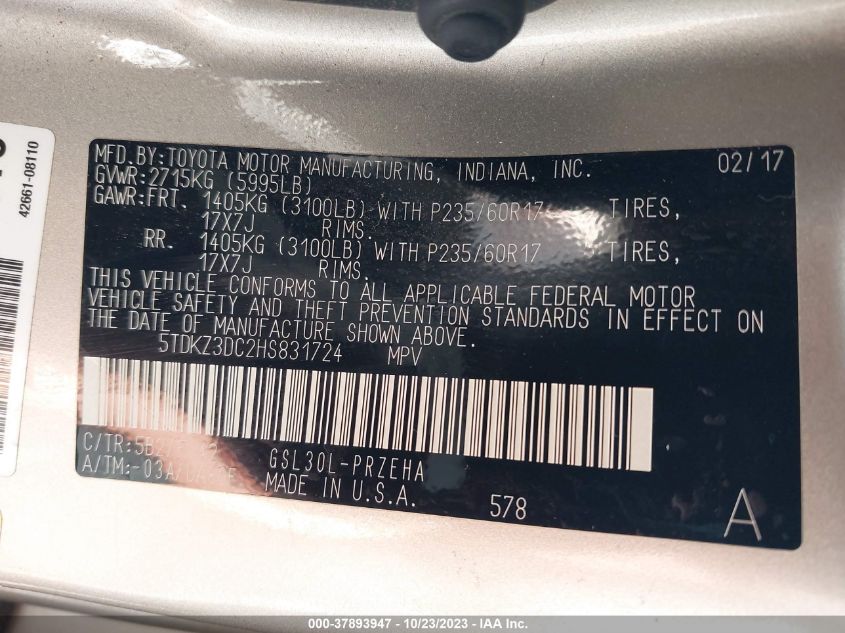 42661-08110
MFD.BY:TOYOTA MOTOR MANUFACTURING, INDIANA, INC. 02/17
GVWR:2715KG (5995LB)
GAWR:FRT. 1405KG (3100LB) WITH P235/60R17 TIRES,
17X7J RIMS.
RR. 1405KG (3100LB) WITH P235/60R17 TIRES,
17X7J RIMS.
THIS VEHICLE CONFORMS TO ALL APPLICABLE FEDERAL MOTOR
VEHICLE SAFETY AND THEFT PREVENTION STANDARDS IN EFFECT ON
THE DATE OF MANUFACTURE SHOWN ABOVE.
5TDKZ3DC2HS831724 MPV
C/TR:
A/TM:-03A/
GSL30L-PRZEHA
MADE IN U.S.A.
578
A
000-37893947 / 10/23/2023 - IAA Inc.